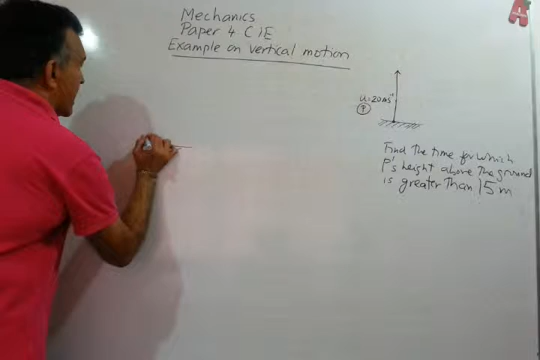 Mechanics
Paper 4 CIE
Example on vertical motion
A
u=20ms⁻¹
P
Find the time for which
P's height above the ground
is greater than 15 m